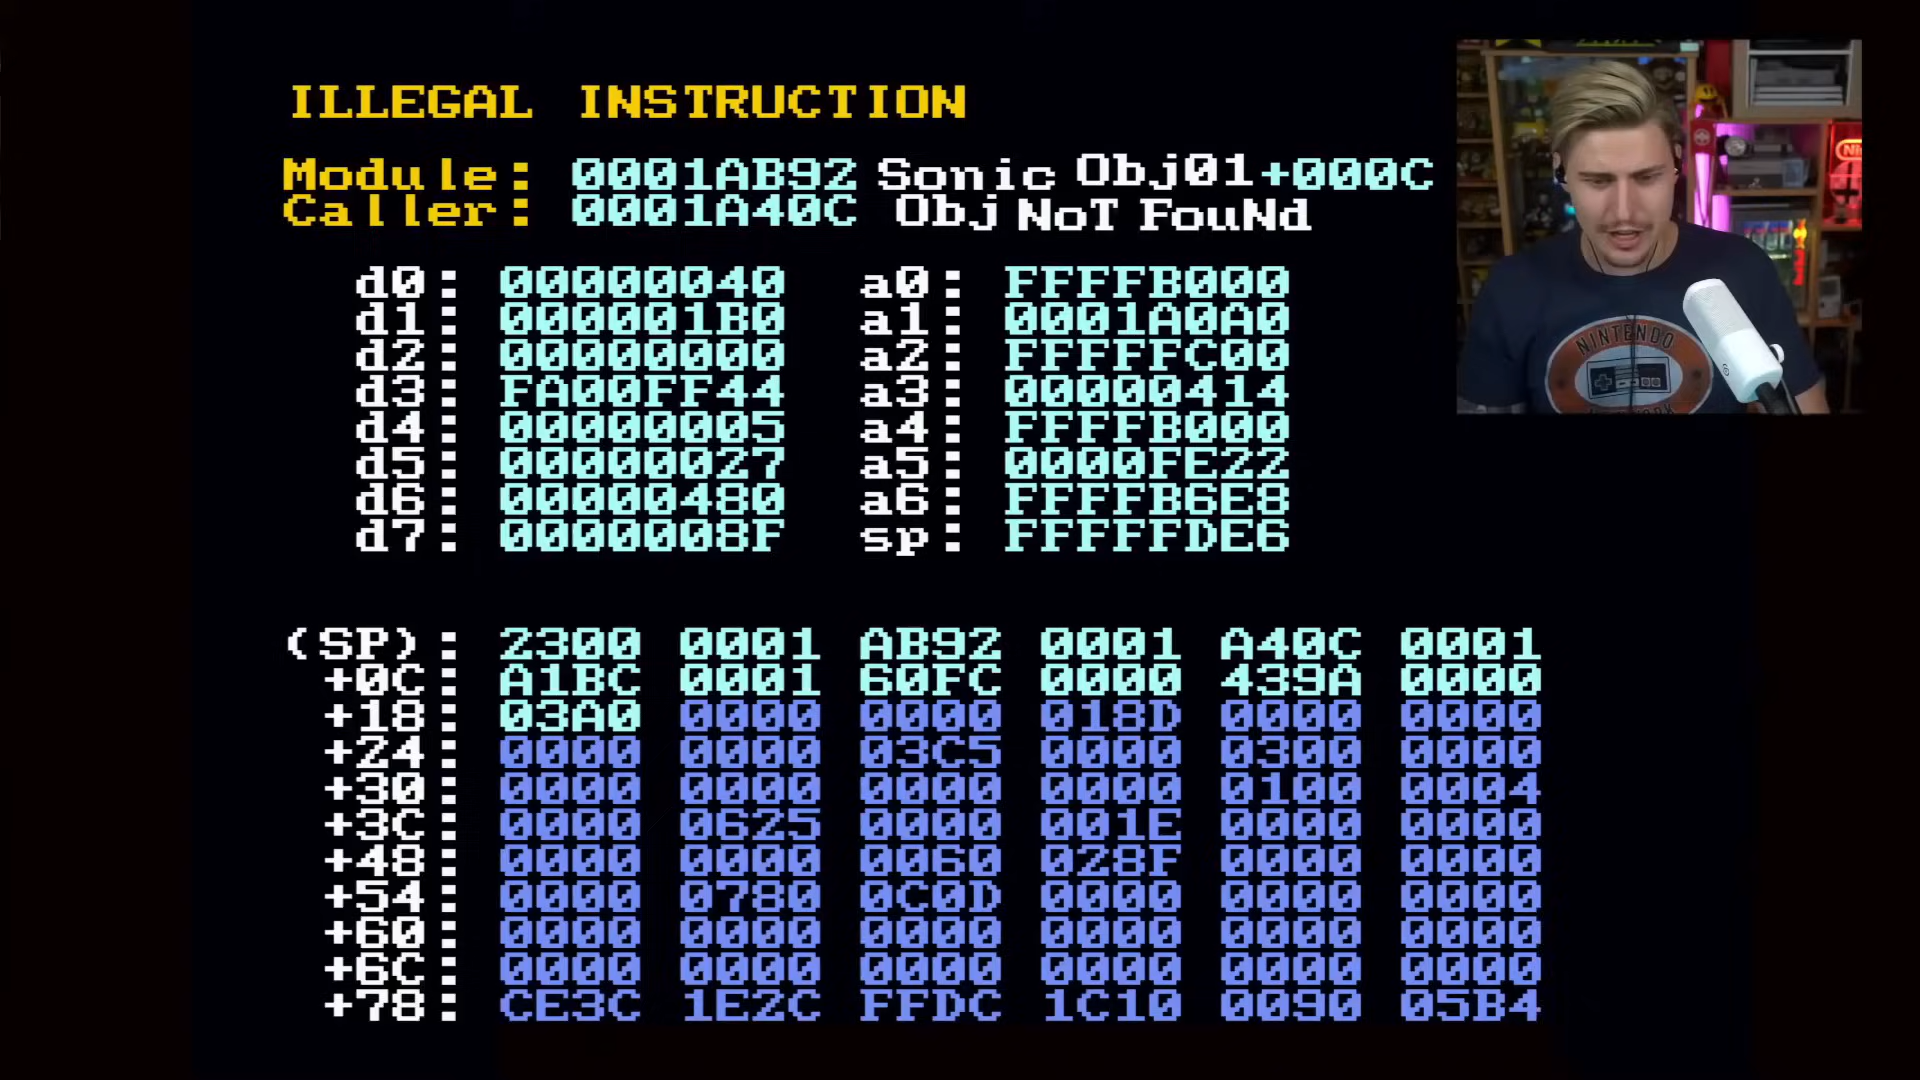 ILLEGAL INSTRUCTION
Module: 0001AB92 Sonic Obj01+000C
Caller: 0001A40C Obj NoT FouNd
d0: 00000040 a0: FFFFB000
d1: 000001B0 a1: 0001A0A0
d2: 00000000 a2: FFFFFC00
d3: FA00FF44 a3: 00000414
d4: 00000005 a4: FFFFB000
d5: 00000027 a5: 0000FE22
d6: 00000480 a6: FFFFB6E8
d7: 0000008F sp: FFFFFDE6
(SP): 2300 0001 AB92 0001 A40C 0001
+0C: A1BC 0001 60FC 0000 439A 0000
+18: 03A0 0000 0000 018D 0000 0000
+24: 0000 0000 03C5 0000 0300 0000
+30: 0000 0000 0000 0000 0100 0004
+3C: 0000 0625 0000 001E 0000 0000
+48: 0000 0000 0060 028F 0000 0000
+54: 0000 0780 0C0D 0000 0000 0000
+60: 0000 0000 0000 0000 0000 0000
+6C: 0000 0000 0000 0000 0000 0000
+78: CE3C 1E2C FFDC 1C10 0090 05B4
NINTENDO